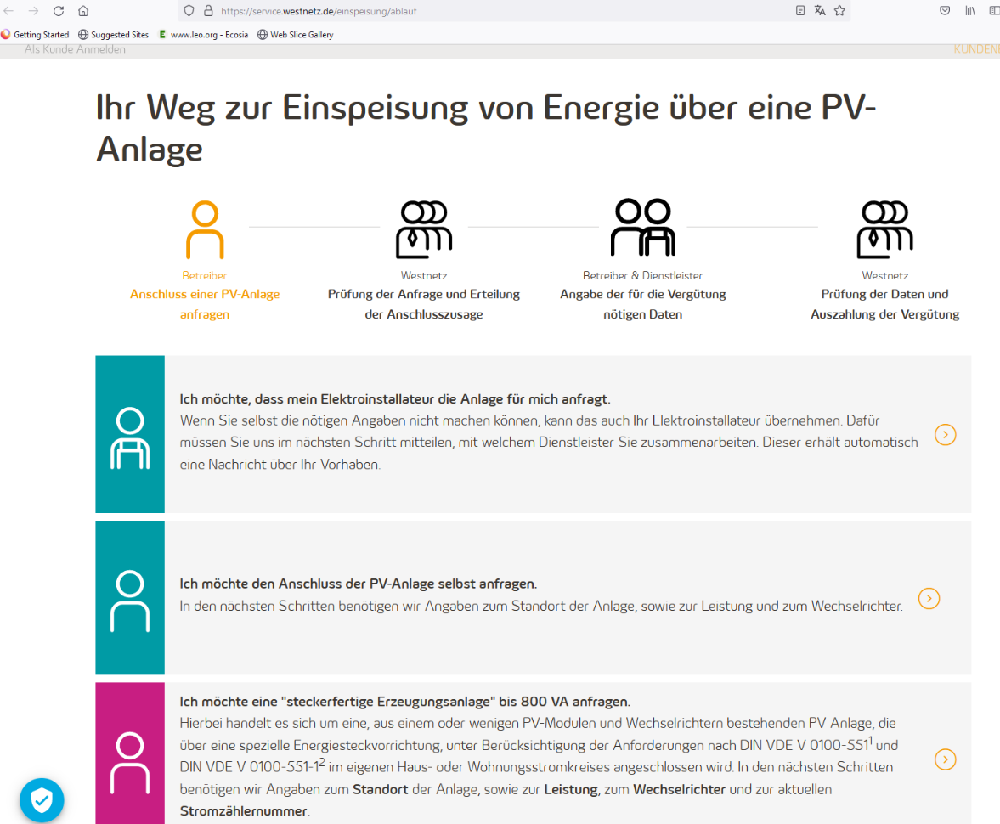 https://service.westnetz.de/einspeisung/ablauf
Getting Started Suggested Sites www.leo.org - Ecosia Web Slice Gallery
Als Kunde Anmelden
Ihr Weg zur Einspeisung von Energie über eine PV-
Anlage
Betreiber
Anschluss einer PV-Anlage
anfragen
Westnetz
Prüfung der Anfrage und Erteilung
der Anschlusszusage
Betreiber & Dienstleister
Angabe der für die Vergütung
nötigen Daten
Westnetz
Prüfung der Daten und
Auszahlung der Vergütung
Ich möchte, dass mein Elektroinstallateur die Anlage für mich anfragt.
Wenn Sie selbst die nötigen Angaben nicht machen können, kann das auch Ihr Elektroinstallateur übernehmen. Dafür
müssen Sie uns im nächsten Schritt mitteilen, mit welchem Dienstleister Sie zusammenarbeiten. Dieser erhält automatisch
eine Nachricht über Ihr Vorhaben.
Ich möchte den Anschluss der PV-Anlage selbst anfragen.
In den nächsten Schritten benötigen wir Angaben zum Standort der Anlage, sowie zur Leistung und zum Wechselrichter.
Ich möchte eine "steckerfertige Erzeugungsanlage" bis 800 VA anfragen.
Hierbei handelt es sich um eine, aus einem oder wenigen PV-Modulen und Wechselrichtern bestehenden PV Anlage, die
über eine spezielle Energiesteckvorrichtung, unter Berücksichtigung der Anforderungen nach DIN VDE V 0100-551¹ und
DIN VDE V 0100-551-1² im eigenen Haus- oder Wohnungsstromkreises angeschlossen wird. In den nächsten Schritten
benötigen wir Angaben zum Standort der Anlage, sowie zur Leistung, zum Wechselrichter und zur aktuellen
Stromzählernummer.